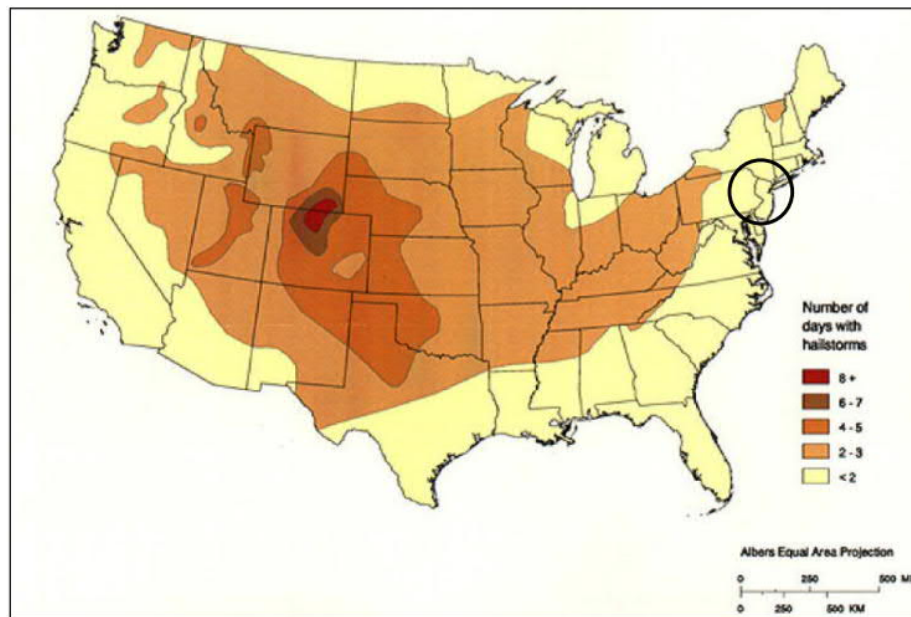 Number of
days with
hailstorms
8 +
6 - 7
4 - 5
2 - 3
< 2
Albers Equal Area Projection
0 250 500 M
0 250 500 KM